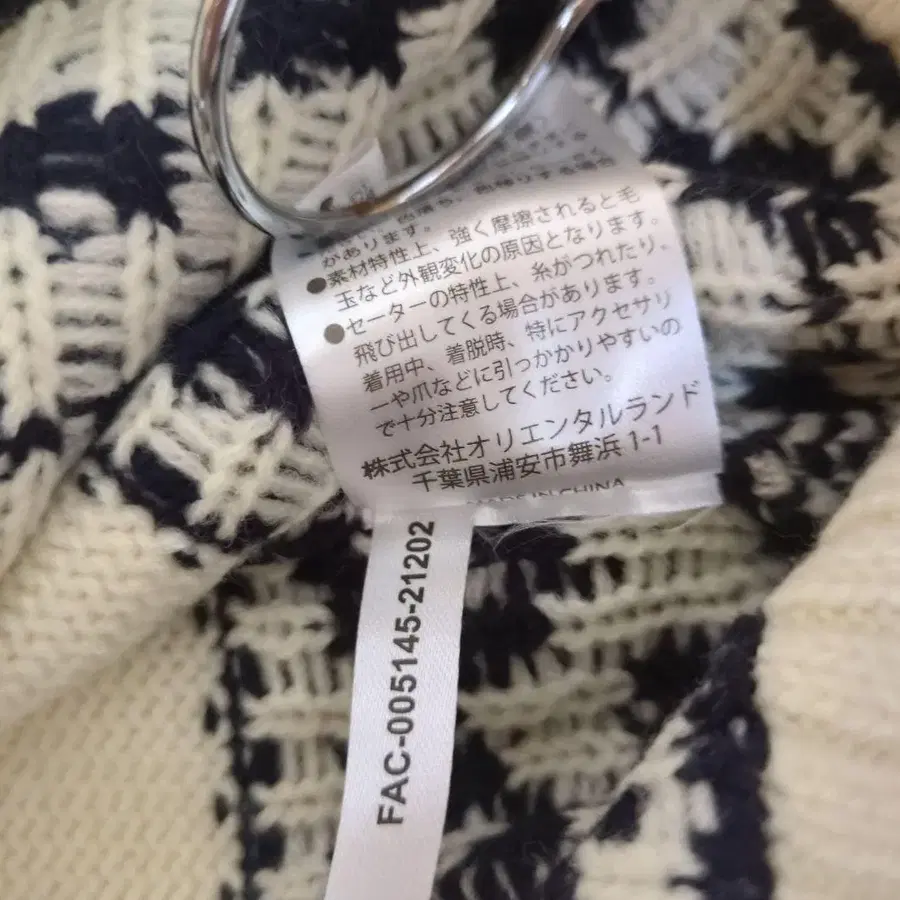 があります。
●素材特性上、強く摩擦されると毛
玉など外観変化の原因となります。
●セーターの特性上、糸がつれたり、
飛び出してくる場合があります。
着用中、着脱時、特にアクセサリ
ーや爪などに引っかかりやすいの
で十分注意してください。
株式会社オリエンタルランド
千葉県浦安市舞浜 1-1
MADE IN CHINA
FAC-005145-21202